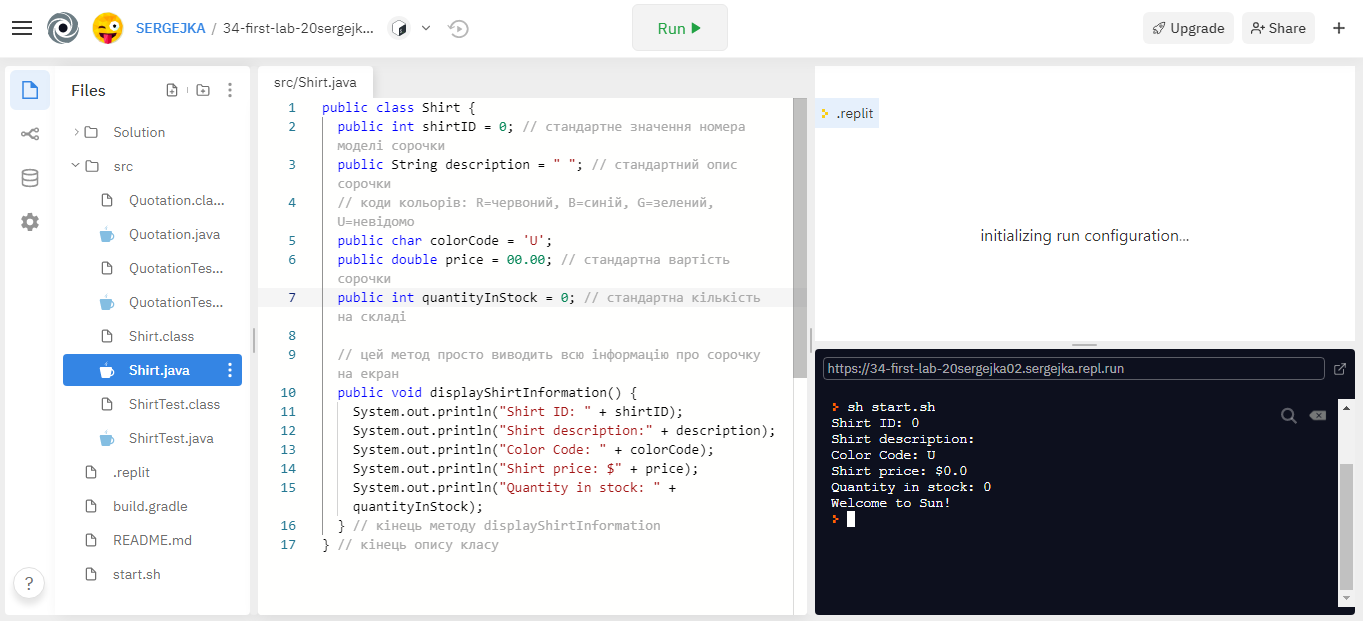 SERGEJKA / 34-first-lab-20sergejk...
Run
Upgrade
Share
Files
Solution
src
Quotation.cla...
Quotation.java
QuotationTes...
QuotationTes...
Shirt.class
Shirt.java
ShirtTest.class
ShirtTest.java
.replit
build.gradle
README.md
start.sh
?
src/Shirt.java
1 public class Shirt {
2 public int shirtID = 0; // стандартне значення номера
моделі сорочки
3 public String description = " "; // стандартний опис
сорочки
4 // коди кольорів: R=червоний, B=синій, G=зелений,
U=невідомо
5 public char colorCode = 'U';
6 public double price = 00.00; // стандартна вартість
сорочки
7 public int quantityInStock = 0; // стандартна кількість
на складі
8
9 // цей метод просто виводить всю інформацію про сорочку
на екран
10 public void displayShirtInformation() {
11 System.out.println("Shirt ID: " + shirtID);
12 System.out.println("Shirt description:" + description);
13 System.out.println("Color Code: " + colorCode);
14 System.out.println("Shirt price: $" + price);
15 System.out.println("Quantity in stock: " +
quantityInStock);
16 } // кінець методу displayShirtInformation
17 } // кінець опису класу
.replit
initializing run configuration...
https://34-first-lab-20sergejka02.sergejka.repl.run
sh start.sh
Shirt ID: 0
Shirt description:
Color Code: U
Shirt price: $0.0
Quantity in stock: 0
Welcome to Sun!